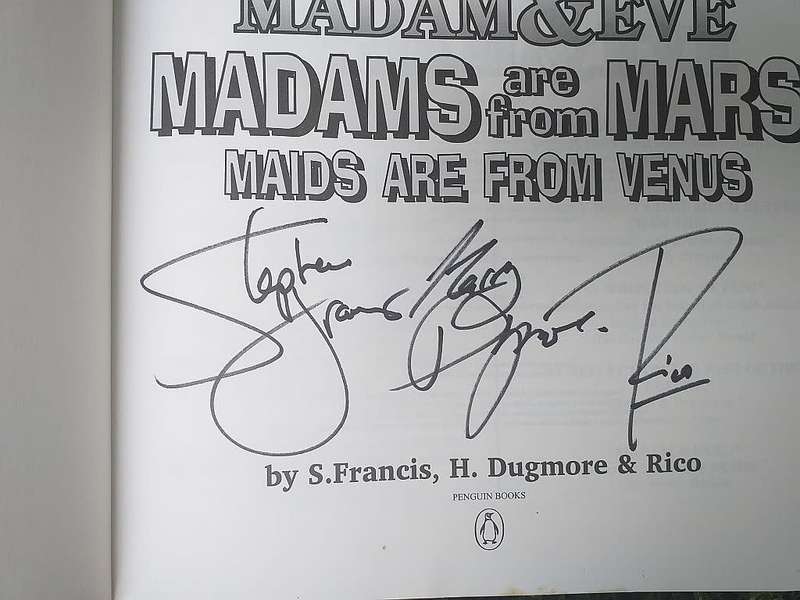 MADAM & EVE
MADAMS are from MARS
MAIDS ARE FROM VENUS
Stephen Francis Harry Dugmore. Rico
by S.Francis, H. Dugmore & Rico
PENGUIN BOOKS